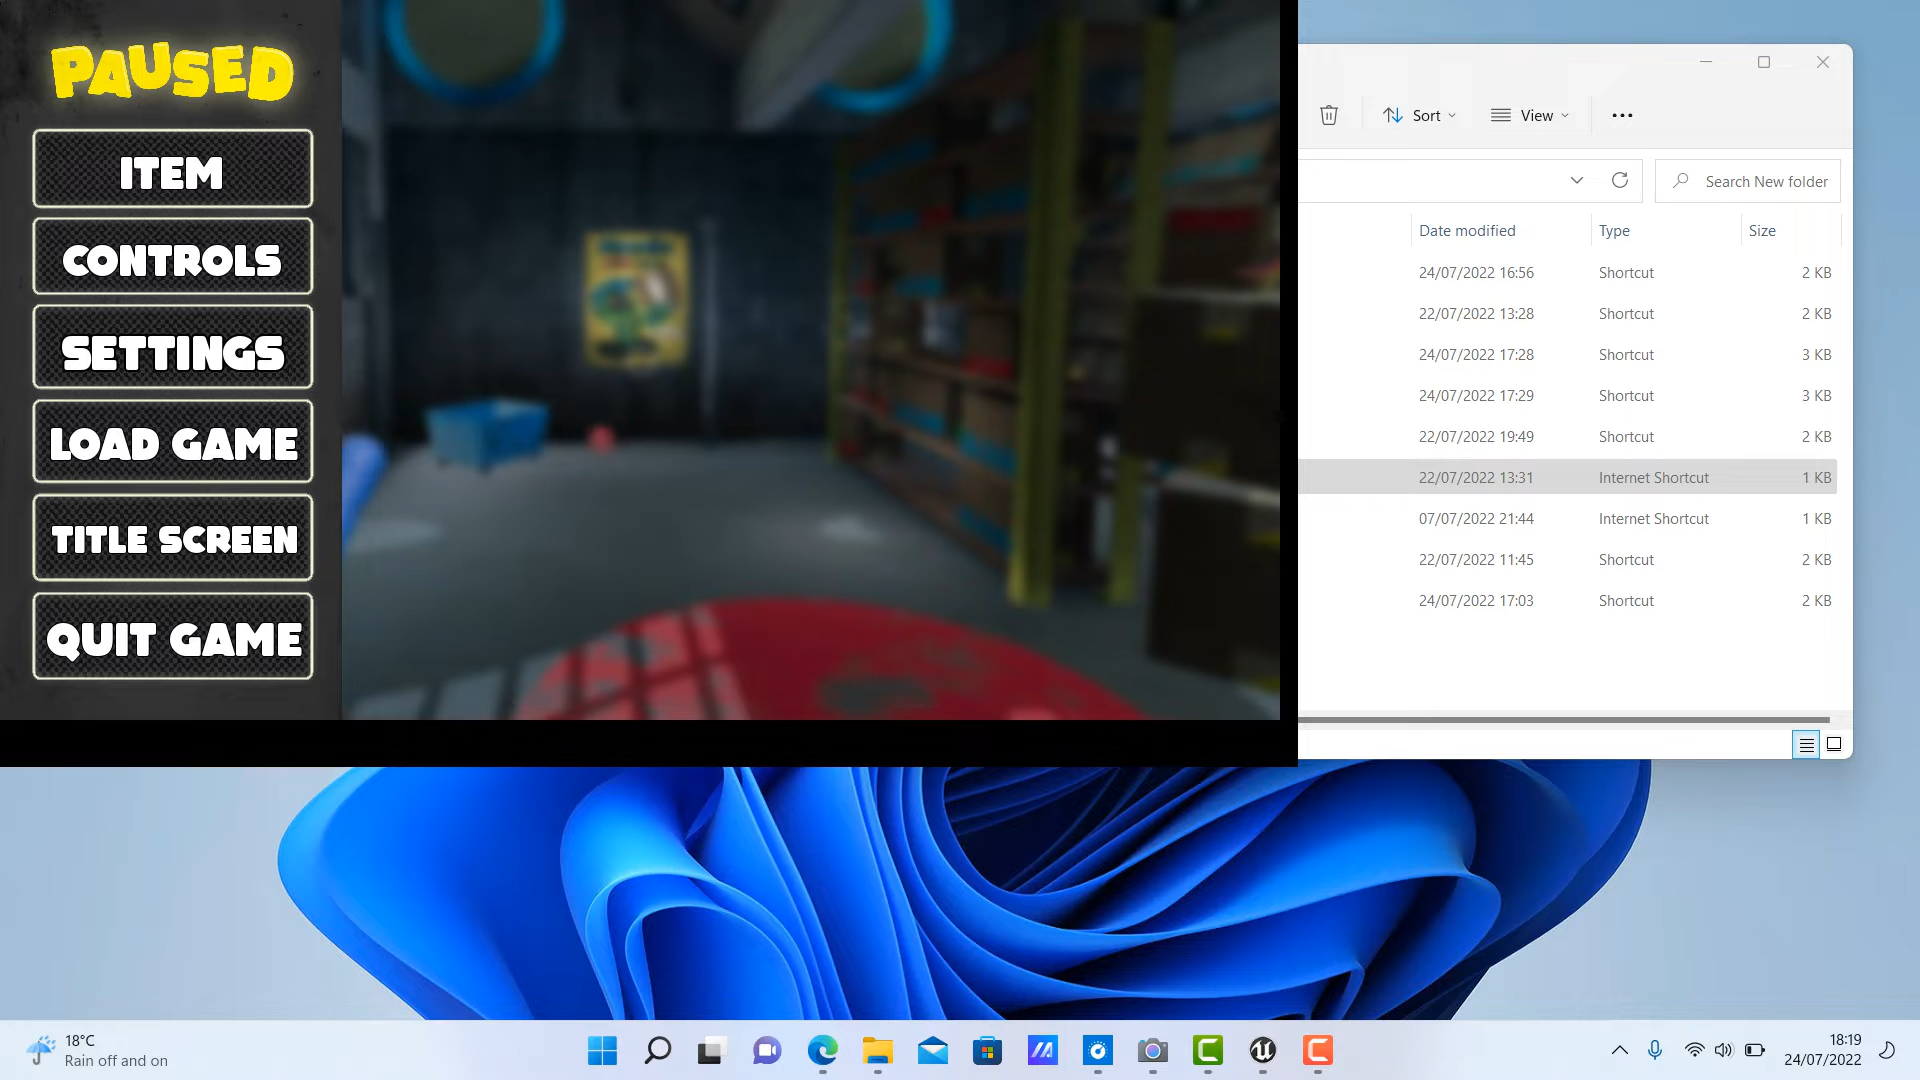 PAUSED
ITEM
CONTROLS
SETTINGS
LOAD GAME
TITLE SCREEN
QUIT GAME
Sort
View
Search New folder
Date modified Type Size
24/07/2022 16:56 Shortcut 2 KB
22/07/2022 13:28 Shortcut 2 KB
24/07/2022 17:28 Shortcut 3 KB
24/07/2022 17:29 Shortcut 3 KB
22/07/2022 19:49 Shortcut 2 KB
22/07/2022 13:31 Internet Shortcut 1 KB
07/07/2022 21:44 Internet Shortcut 1 KB
22/07/2022 11:45 Shortcut 2 KB
24/07/2022 17:03 Shortcut 2 KB
18°C
Rain off and on
18:19
24/07/2022